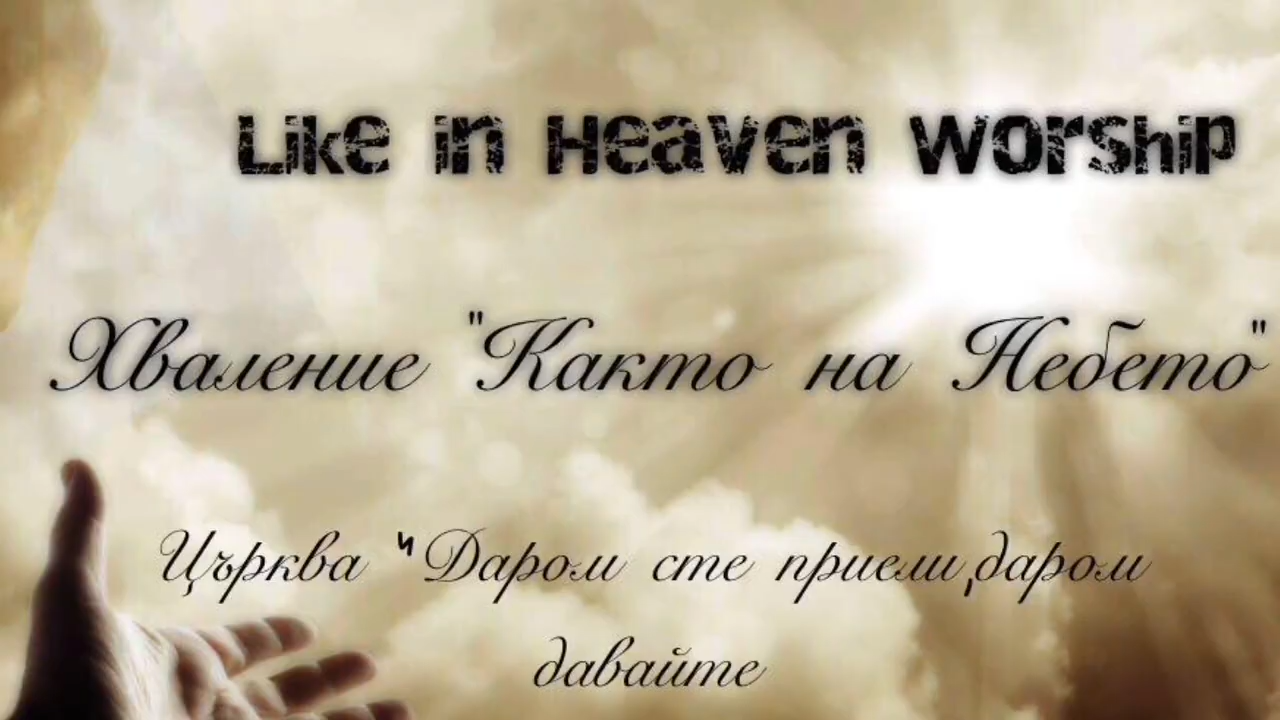 Like in Heaven Worship
Хваление "Както на Небето"
Църква "Даром сте приели,даром
давайте